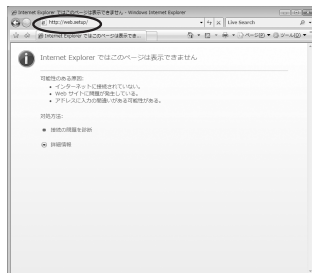 Internet Explorer ではこのページは表示できません - Windows Internet Explorer
http://web.setup/
Live Search
Internet Explorer ではこのページは表示でき...
ページ(P) ツール(O)
Internet Explorer ではこのページは表示できません
可能性のある原因:
インターネットに接続されていない。
Web サイトに問題が発生している。
アドレスに入力の間違いがある可能性がある。
対処方法:
接続の問題を診断
詳細情報